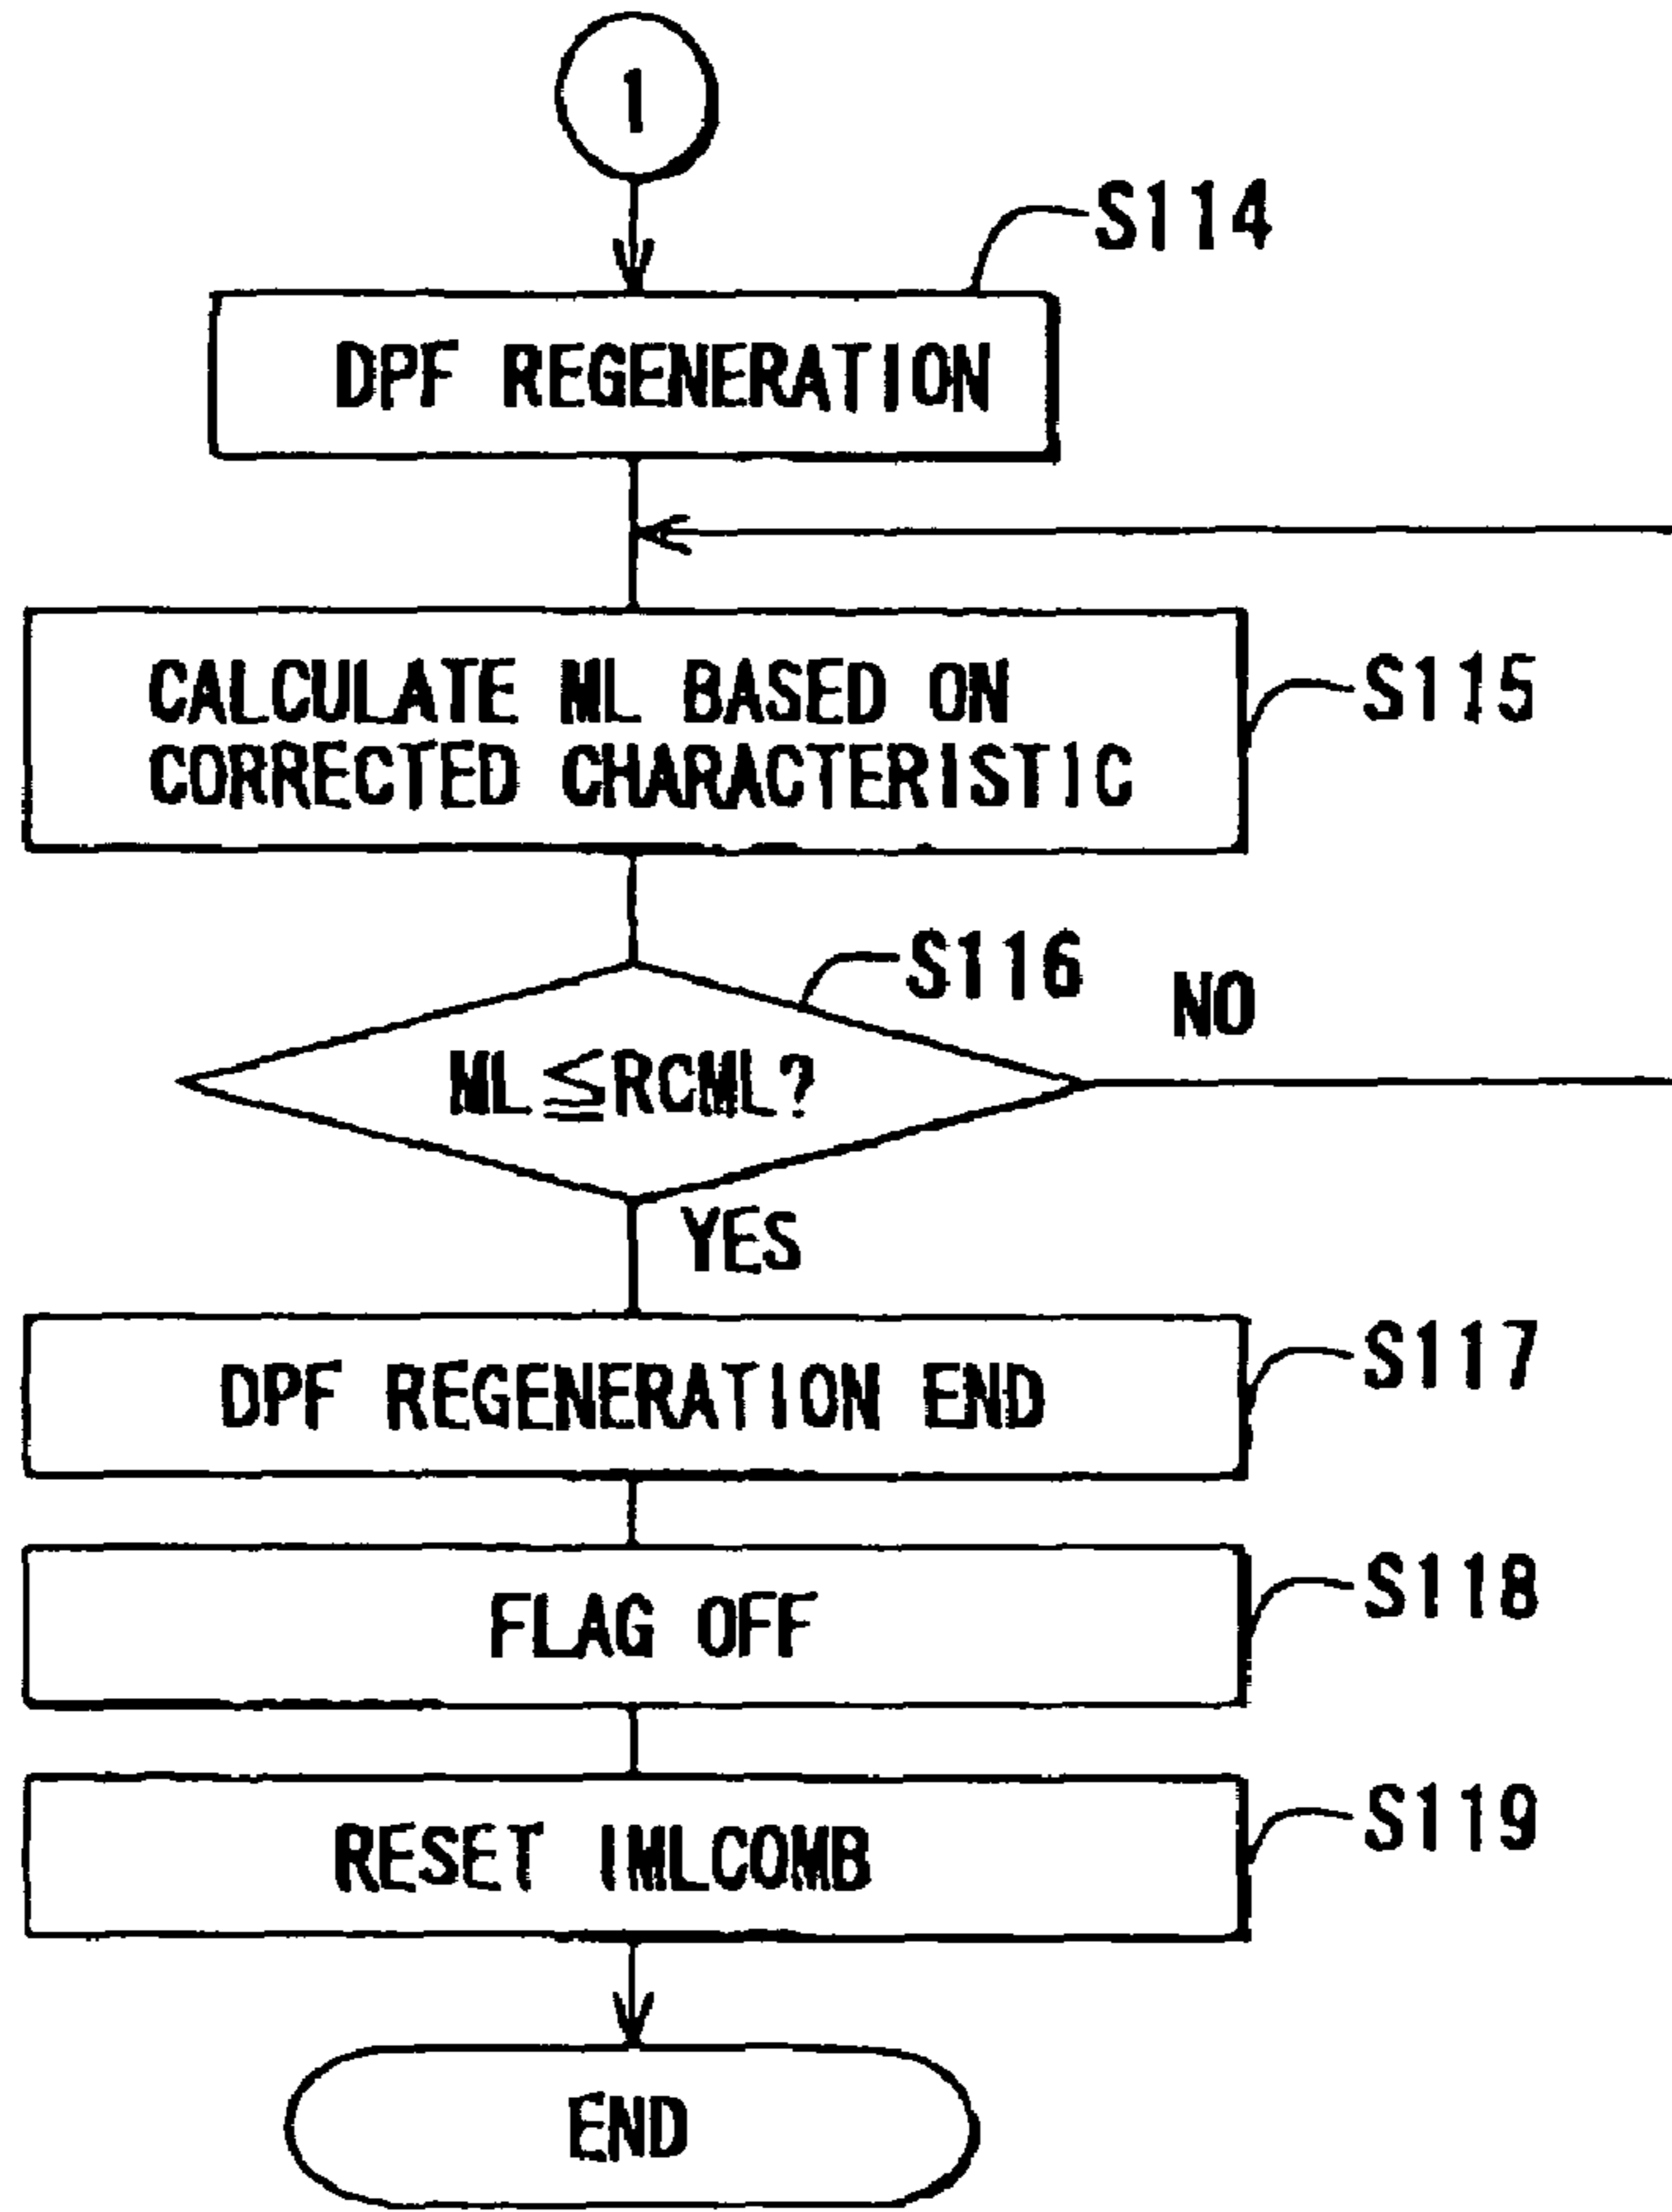 1
S114
DPF REGENERATION
CALCULATE ML BASED ON
CORRECTED CHARACTERISTIC
S115
S116
NO
ML≦RCML?
YES
DPF REGENERATION END
S117
FLAG OFF
S118
RESET IMLCOMB
S119
END